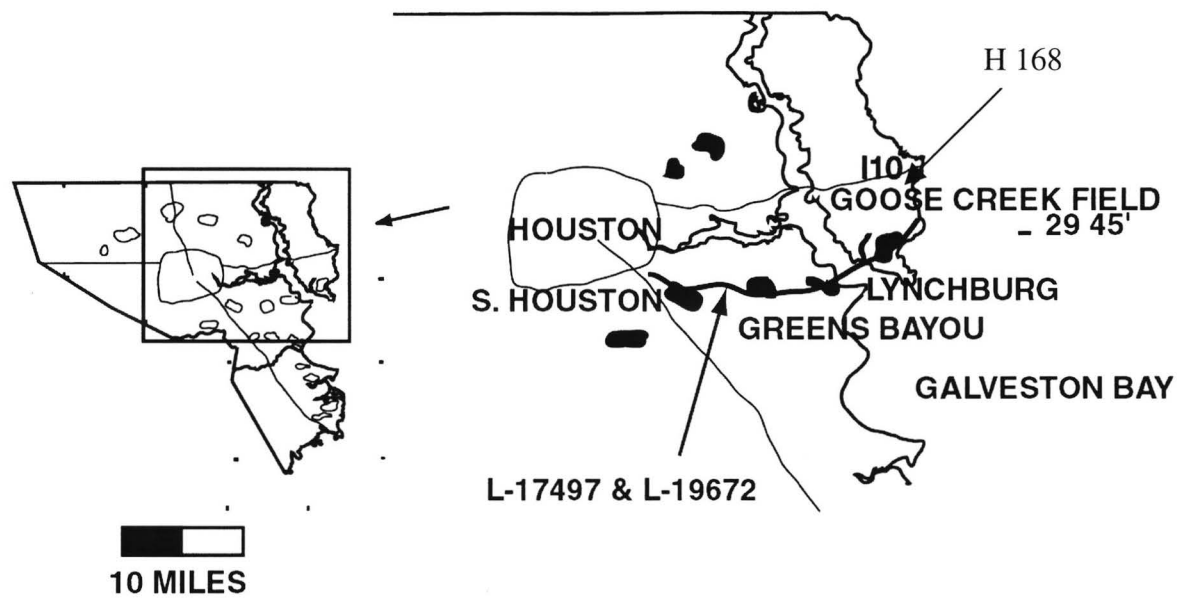 H 168
I10
GOOSE CREEK FIELD
29 45'
HOUSTON
S. HOUSTON
LYNCHBURG
GREENS BAYOU
GALVESTON BAY
L-17497 & L-19672
10 MILES